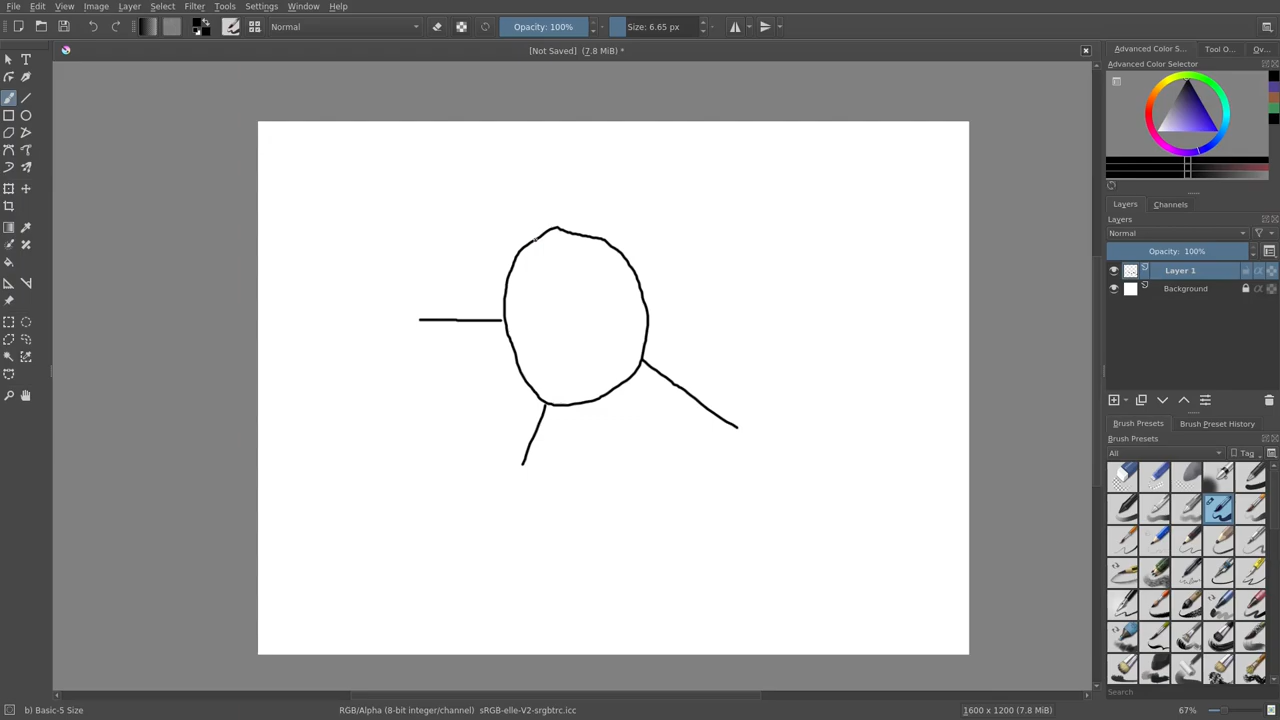 File Edit View Image Layer Select Filter Tools Settings Window Help
Normal Opacity: 100% Size: 6.65 px
[Not Saved] (7.8 MiB) *
Advanced Color S... Tool O... Ov...
Advanced Color Selector
Layers Channels
Layers
Normal
Opacity: 100%
Layer 1
Background
Brush Presets Brush Preset History
Brush Presets
All Tag
Search
b) Basic-5 Size RGB/Alpha (8-bit integer/channel) sRGB-elle-V2-srgbtrc.icc 1600 x 1200 (7.8 MiB) 67%